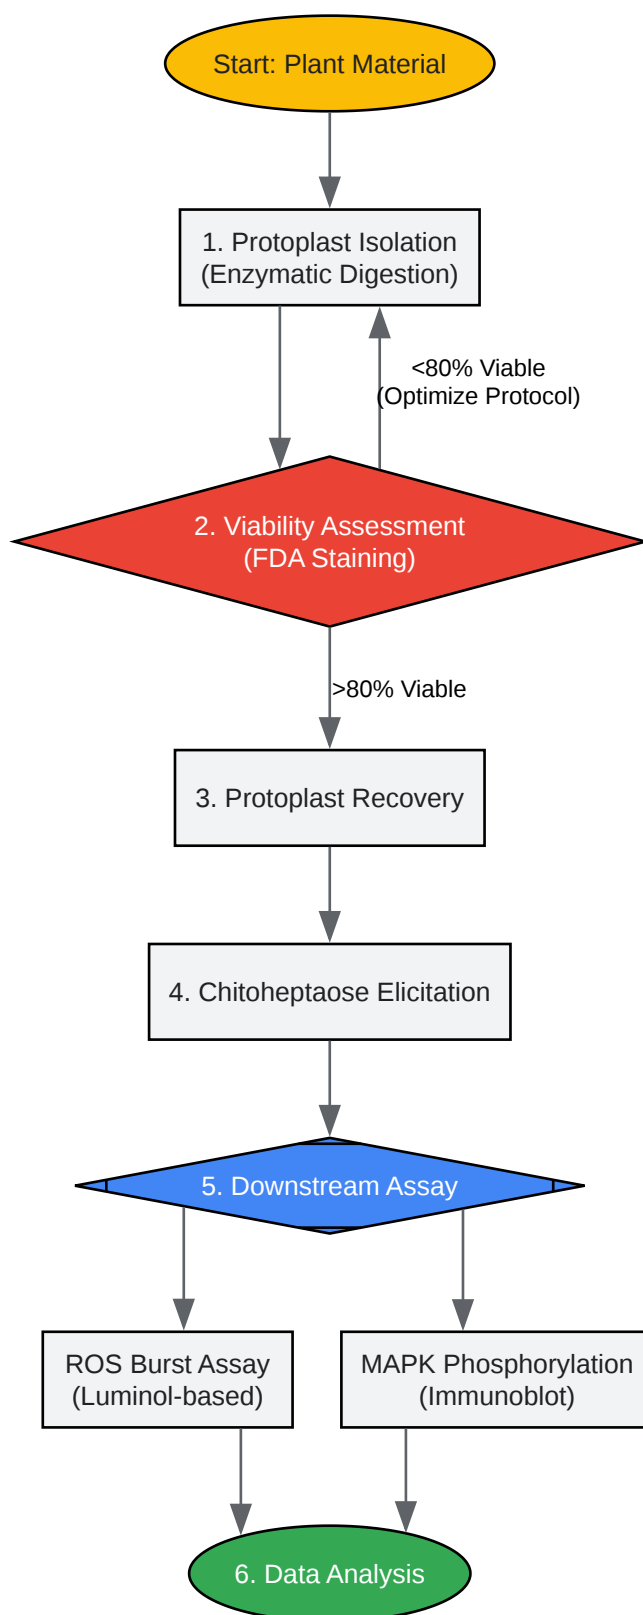 Start: Plant Material
1. Protoplast Isolation
(Enzymatic Digestion)
<80% Viable
(Optimize Protocol)
2. Viability Assessment
(FDA Staining)
>80% Viable
3. Protoplast Recovery
4. Chitoheptaose Elicitation
5. Downstream Assay
ROS Burst Assay
(Luminol-based)
MAPK Phosphorylation
(Immunoblot)
6. Data Analysis